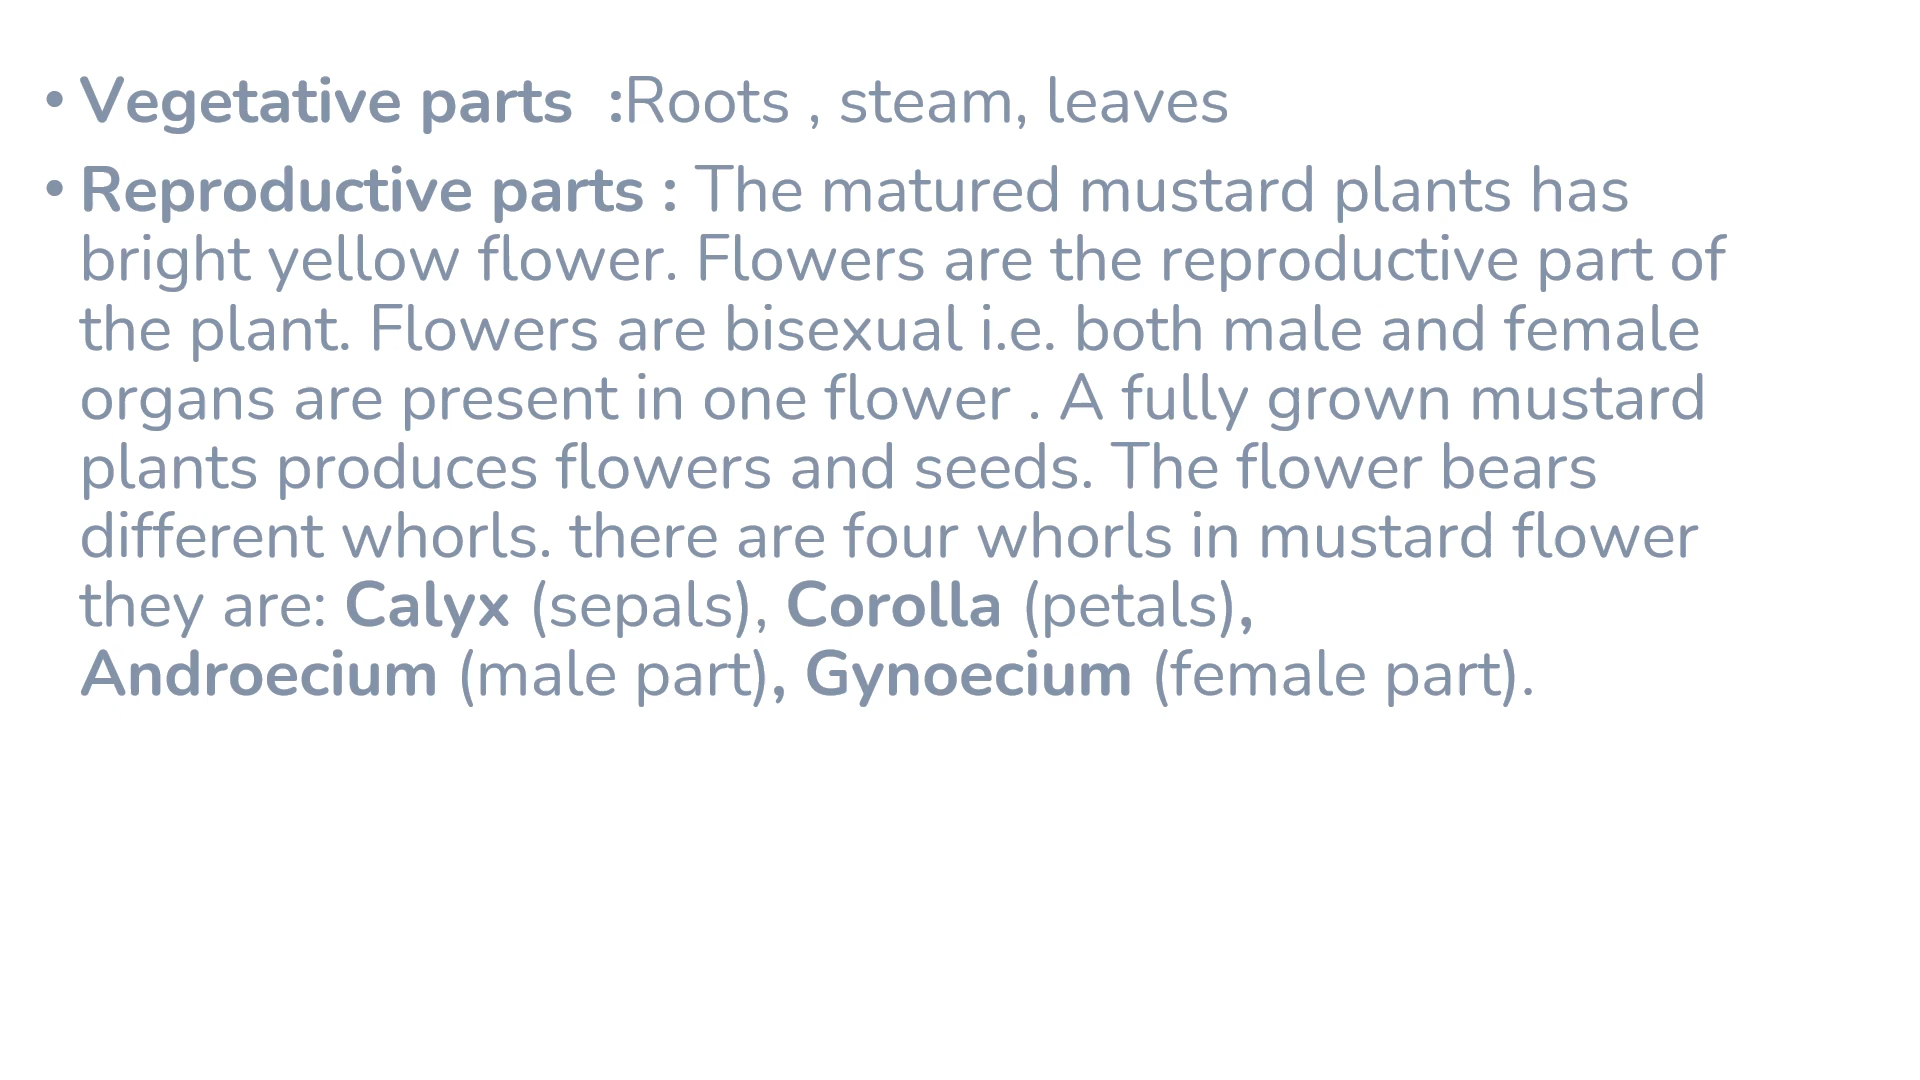 • Vegetative parts  :Roots , steam, leaves
• Reproductive parts : The matured mustard plants has
bright yellow flower. Flowers are the reproductive part of
the plant. Flowers are bisexual i.e. both male and female
organs are present in one flower . A fully grown mustard
plants produces flowers and seeds. The flower bears
different whorls. there are four whorls in mustard flower
they are: Calyx (sepals), Corolla (petals),
Androecium (male part), Gynoecium (female part).